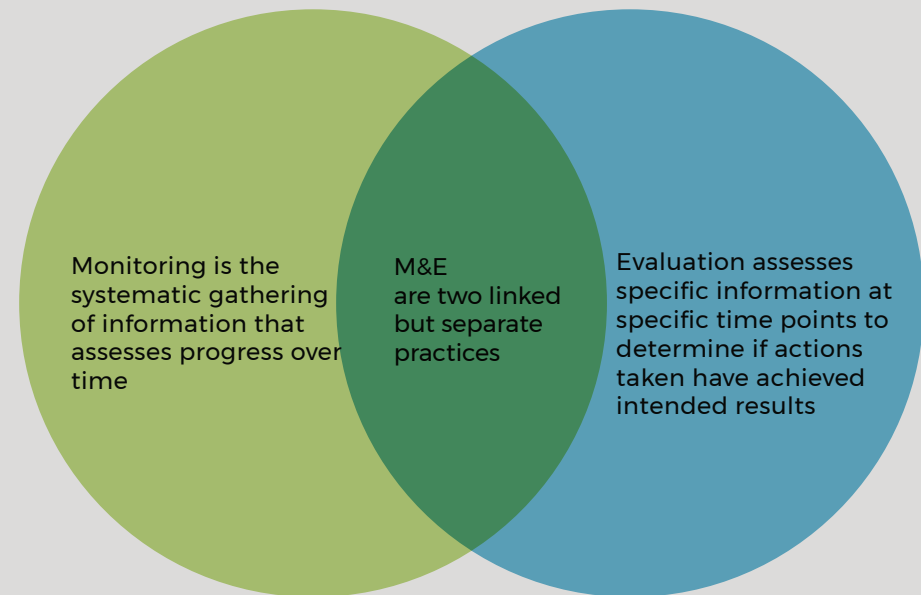 Monitoring is the
systematic gathering
of information that
assesses progress over
time
M&E
are two linked
but separate
practices
Evaluation assesses
specific information at
specific time points to
determine if actions
taken have achieved
intended results